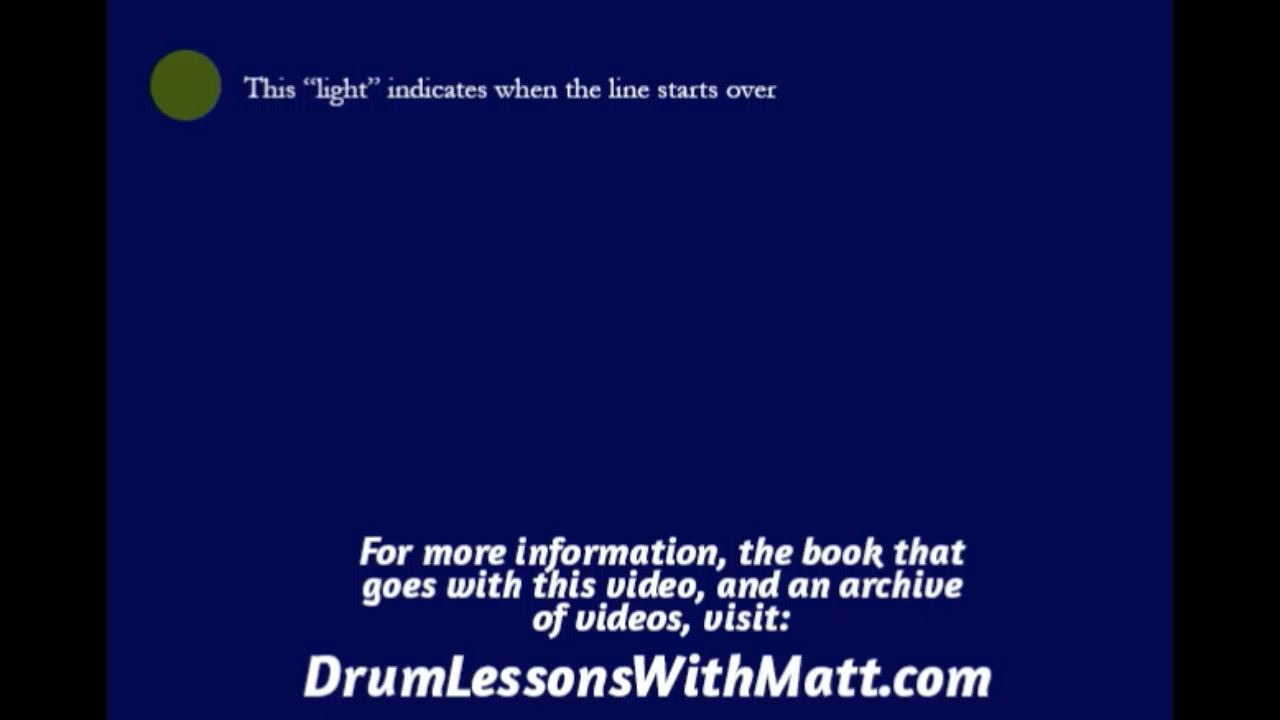 This “light” indicates when the line starts over
For more information, the book that
goes with this video, and an archive
of videos, visit:
DrumLessonsWithMatt.com